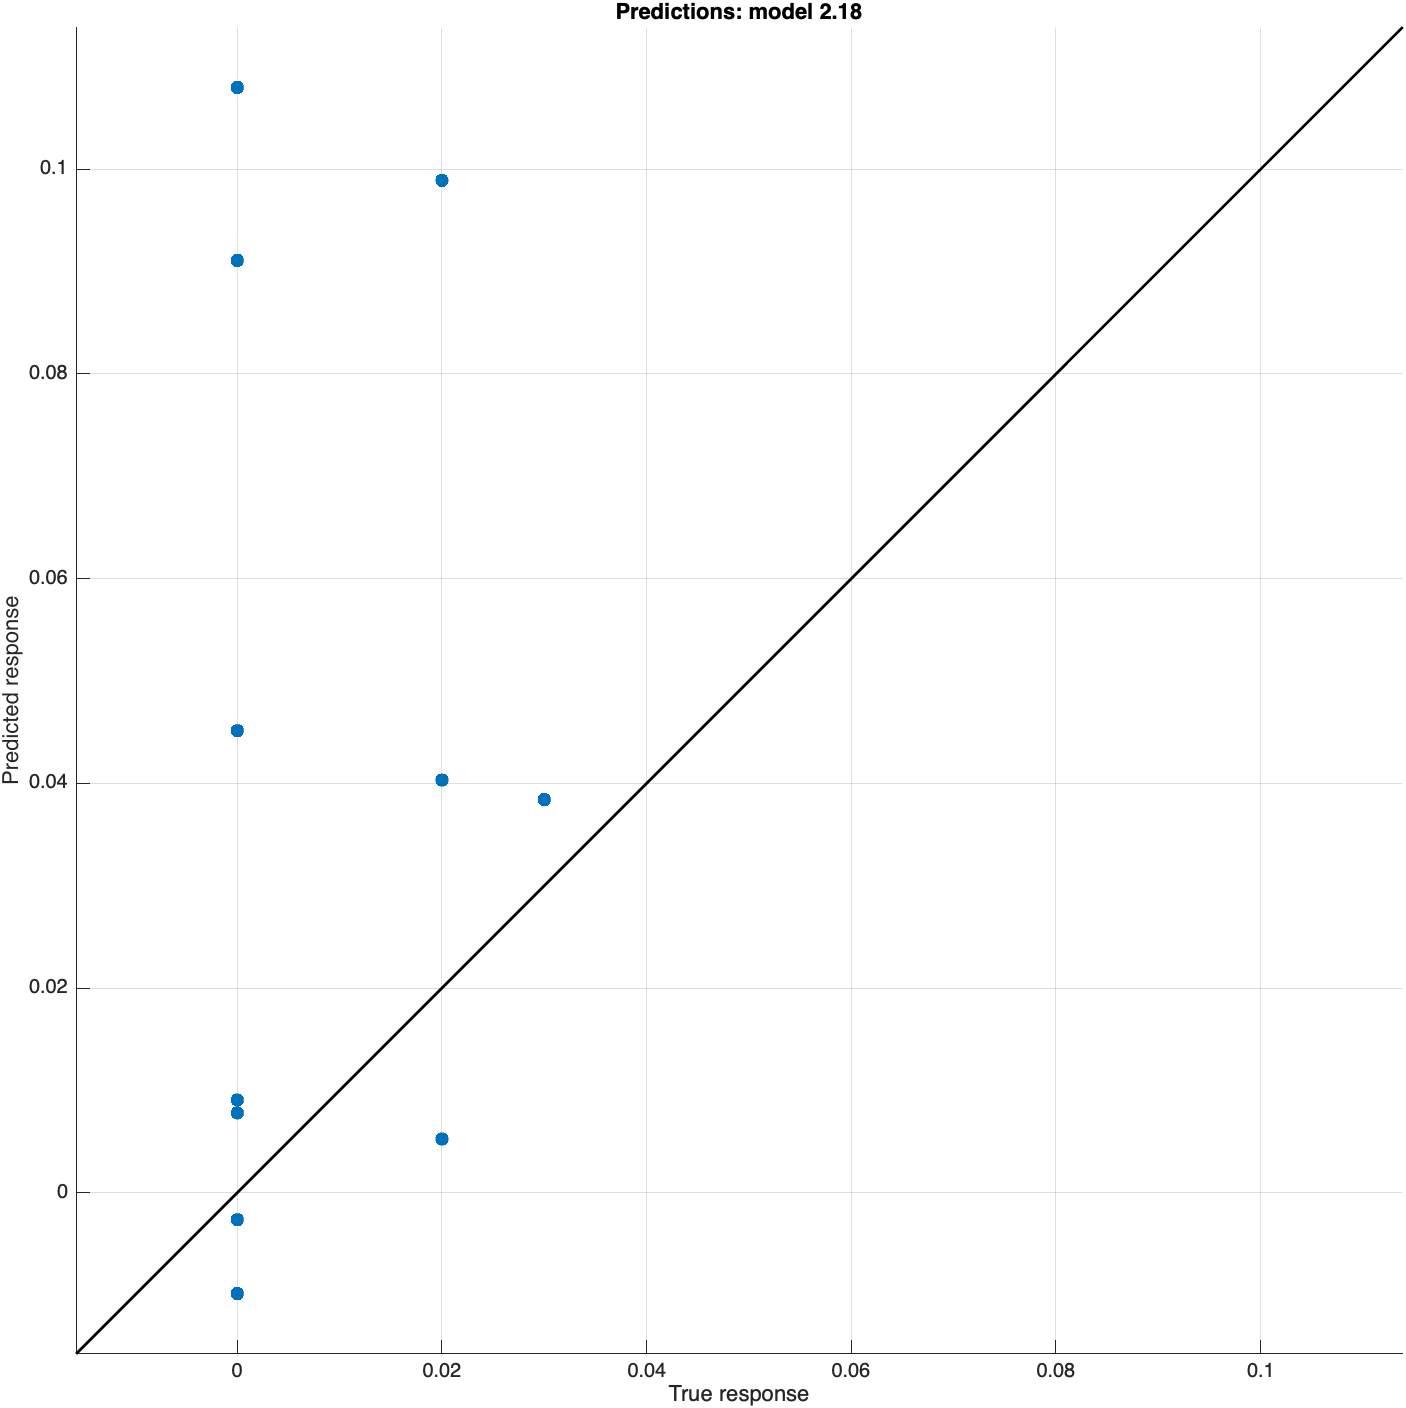 Predictions: model 2.18
0.1
0.08
0.06
0.04
0.02
0
Predicted response
0 0.02 0.04 0.06 0.08 0.1
True response